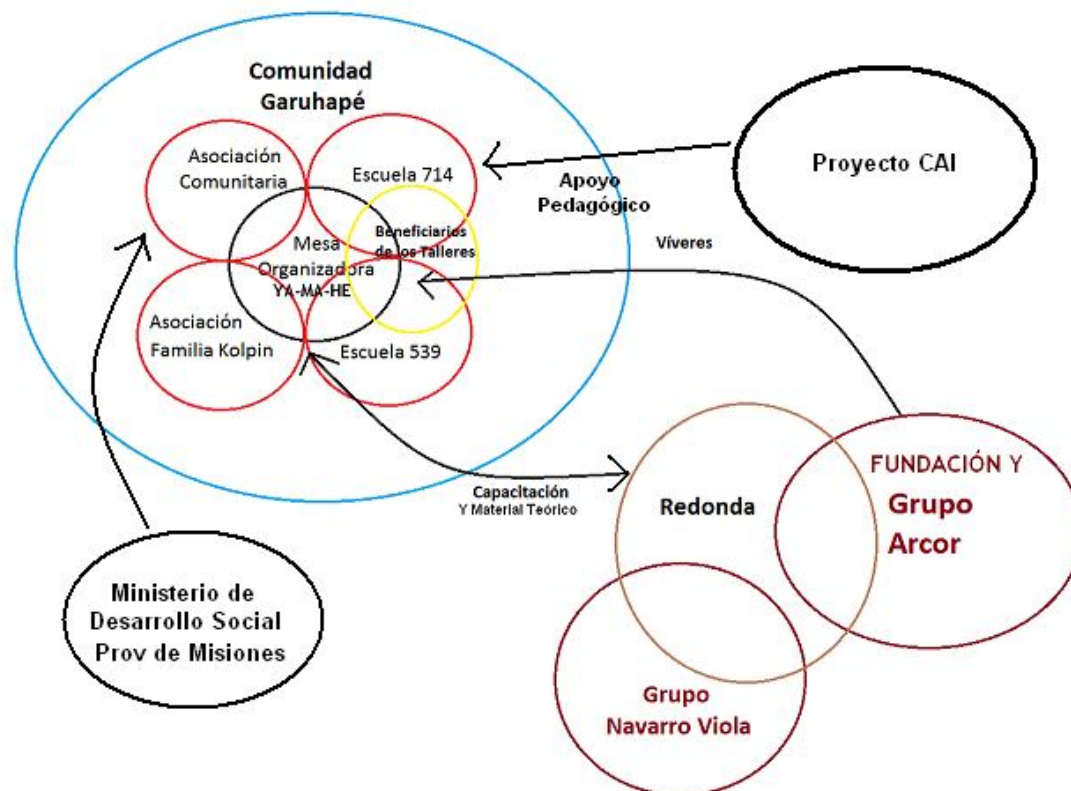 Comunidad
Garuhapé
Asociación
Comunitaria
Escuela 714
Beneficiarios
de los Talleres
Mesa
Organizadora
YA-MA-HE
Asociación
Familia Kolpin
Escuela 539
Apoyo
Pedagógico
Proyecto CAI
Víveres
Capacitación
Y Material Teórico
Redonda
FUNDACIÓN Y
Grupo
Arcor
Ministerio de
Desarrollo Social
Prov de Misiones
Grupo
Navarro Viola